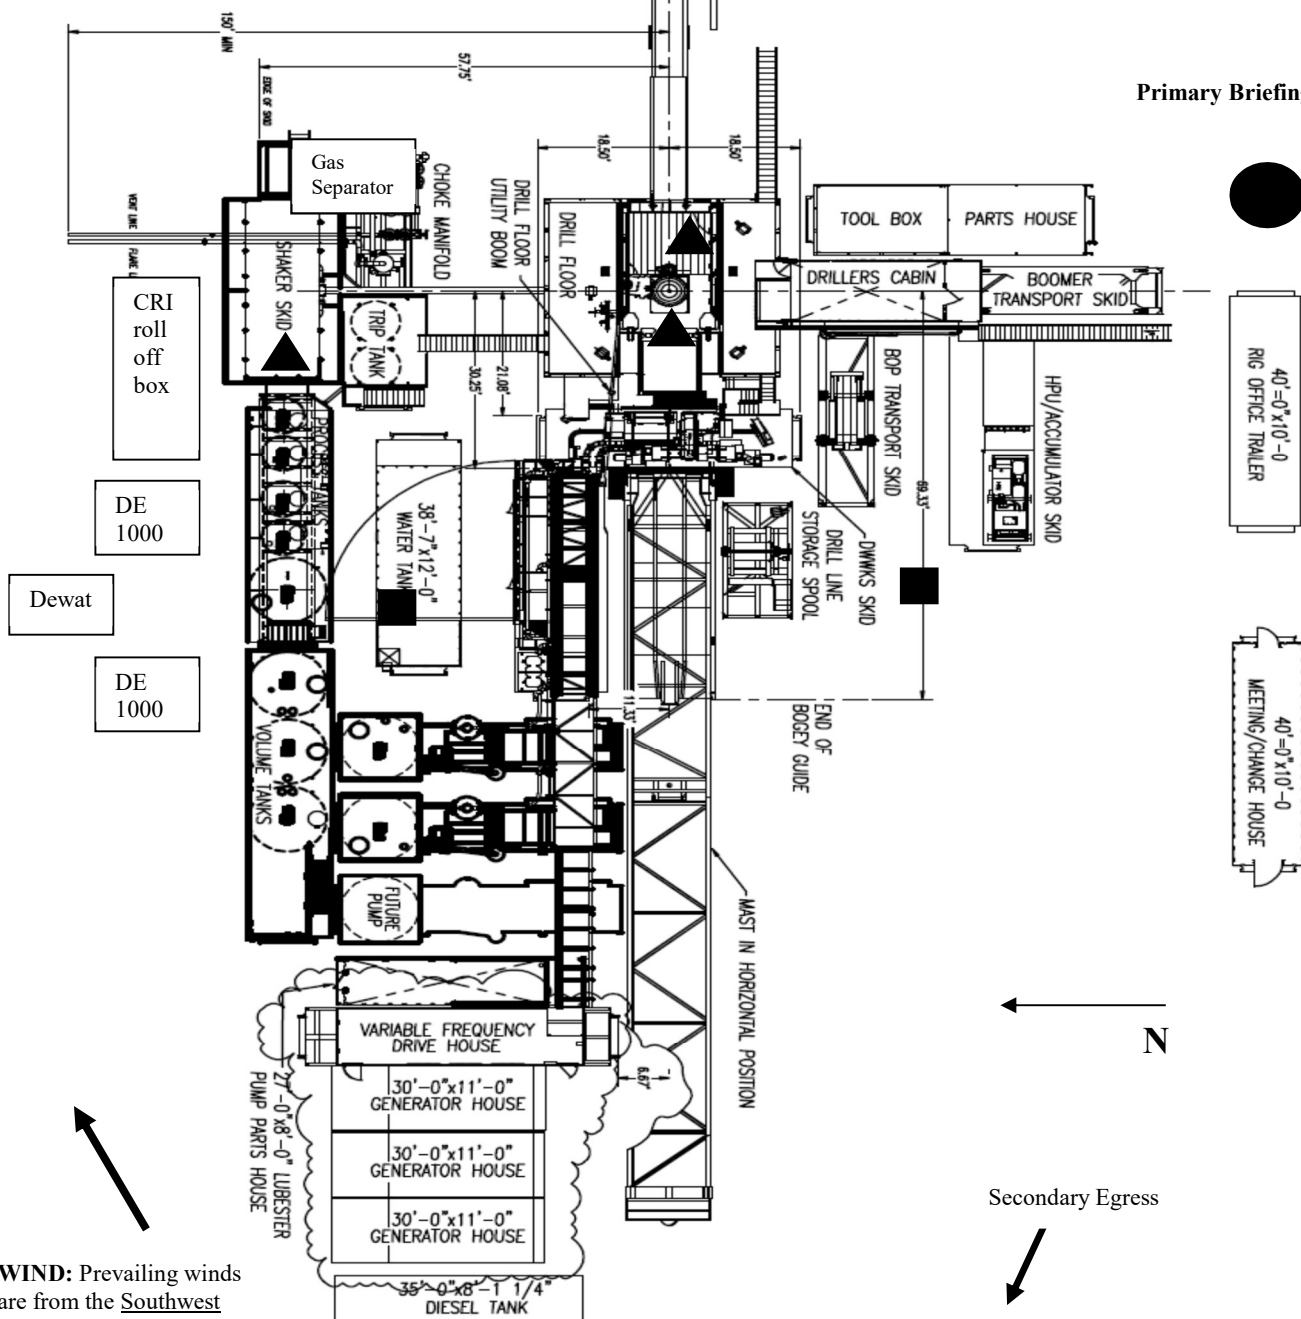 150' MIN
57.75'
EDGE OF SKID
Primary Briefin
18.50'
18.50'
Gas
Separator
CHOKE MANIFOLD
DRILL FLOOR
UTILITY BOOM
DRILL FLOOR
TOOL BOX
PARTS HOUSE
VENT LINE
FLARE LI
SHAKER SKID
DRILLERS CABIN
BOOMER
TRANSPORT SKID
CRI
roll
off
box
TRIP TANK
30.25'
21.08'
BOP TRANSPORT SKID
HPU/ACCUMULATOR SKID
40'=0"x10'-0
RIG OFFICE TRAILER
PROCESS TANKS
38'-7"x12'-0"
WATER TANK
69.33'
DE
1000
DRILL LINE
STORAGE SPOOL
DWWKS SKID
Dewat
DE
1000
VOLUME TANKS
11.33'
END OF
BOGEY GUIDE
40'=0"x10'-0
MEETING/CHANGE HOUSE
FUTURE
PUMP
MAST IN HORIZONTAL POSITION
VARIABLE FREQUENCY
DRIVE HOUSE
N
6.67'
27'-0"x8'-0" LUBESTER
PUMP PARTS HOUSE
30'-0"x11'-0"
GENERATOR HOUSE
30'-0"x11'-0"
GENERATOR HOUSE
30'-0"x11'-0"
GENERATOR HOUSE
Secondary Egress
WIND: Prevailing winds
are from the Southwest
35'-0"x8'-1 1/4"
DIESEL TANK